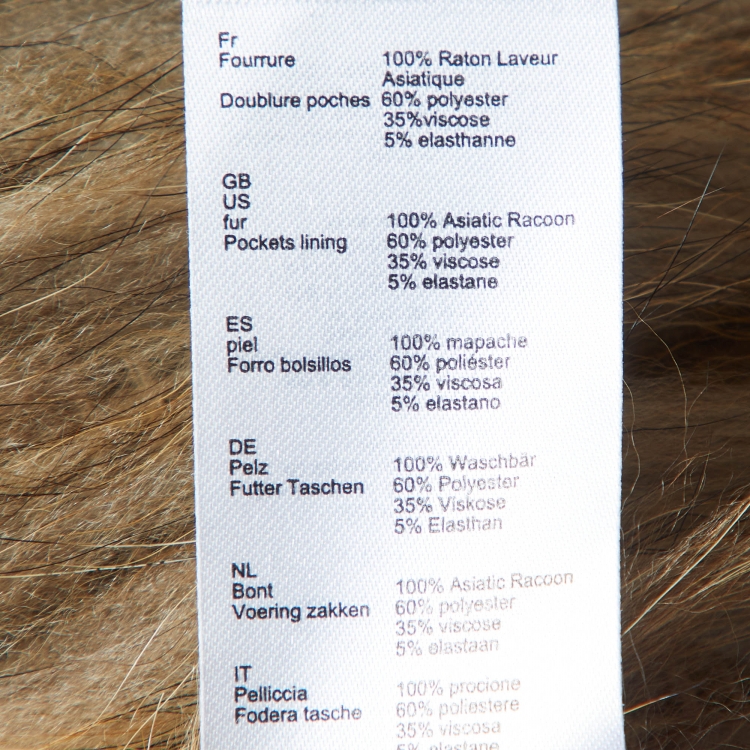 Fr
Fourrure 100% Raton Laveur
Asiatique
Doublure poches 60% polyester
35%viscose
5% elasthanne
GB
US
fur 100% Asiatic Racoon
Pockets lining 60% polyester
35% viscose
5% elastane
ES
piel 100% mapache
Forro bolsillos 60% poliéster
35% viscosa
5% elastano
DE
Pelz 100% Waschbär
Futter Taschen 60% Polyester
35% Viskose
5% Elasthan
NL
Bont 100% Asiatic Racoon
Voering zakken 60% polyester
35% viscose
5% elastaan
IT
Pelliccia 100% procione
Fodera tasche 60% poliestere
35% viscosa
5% elastane